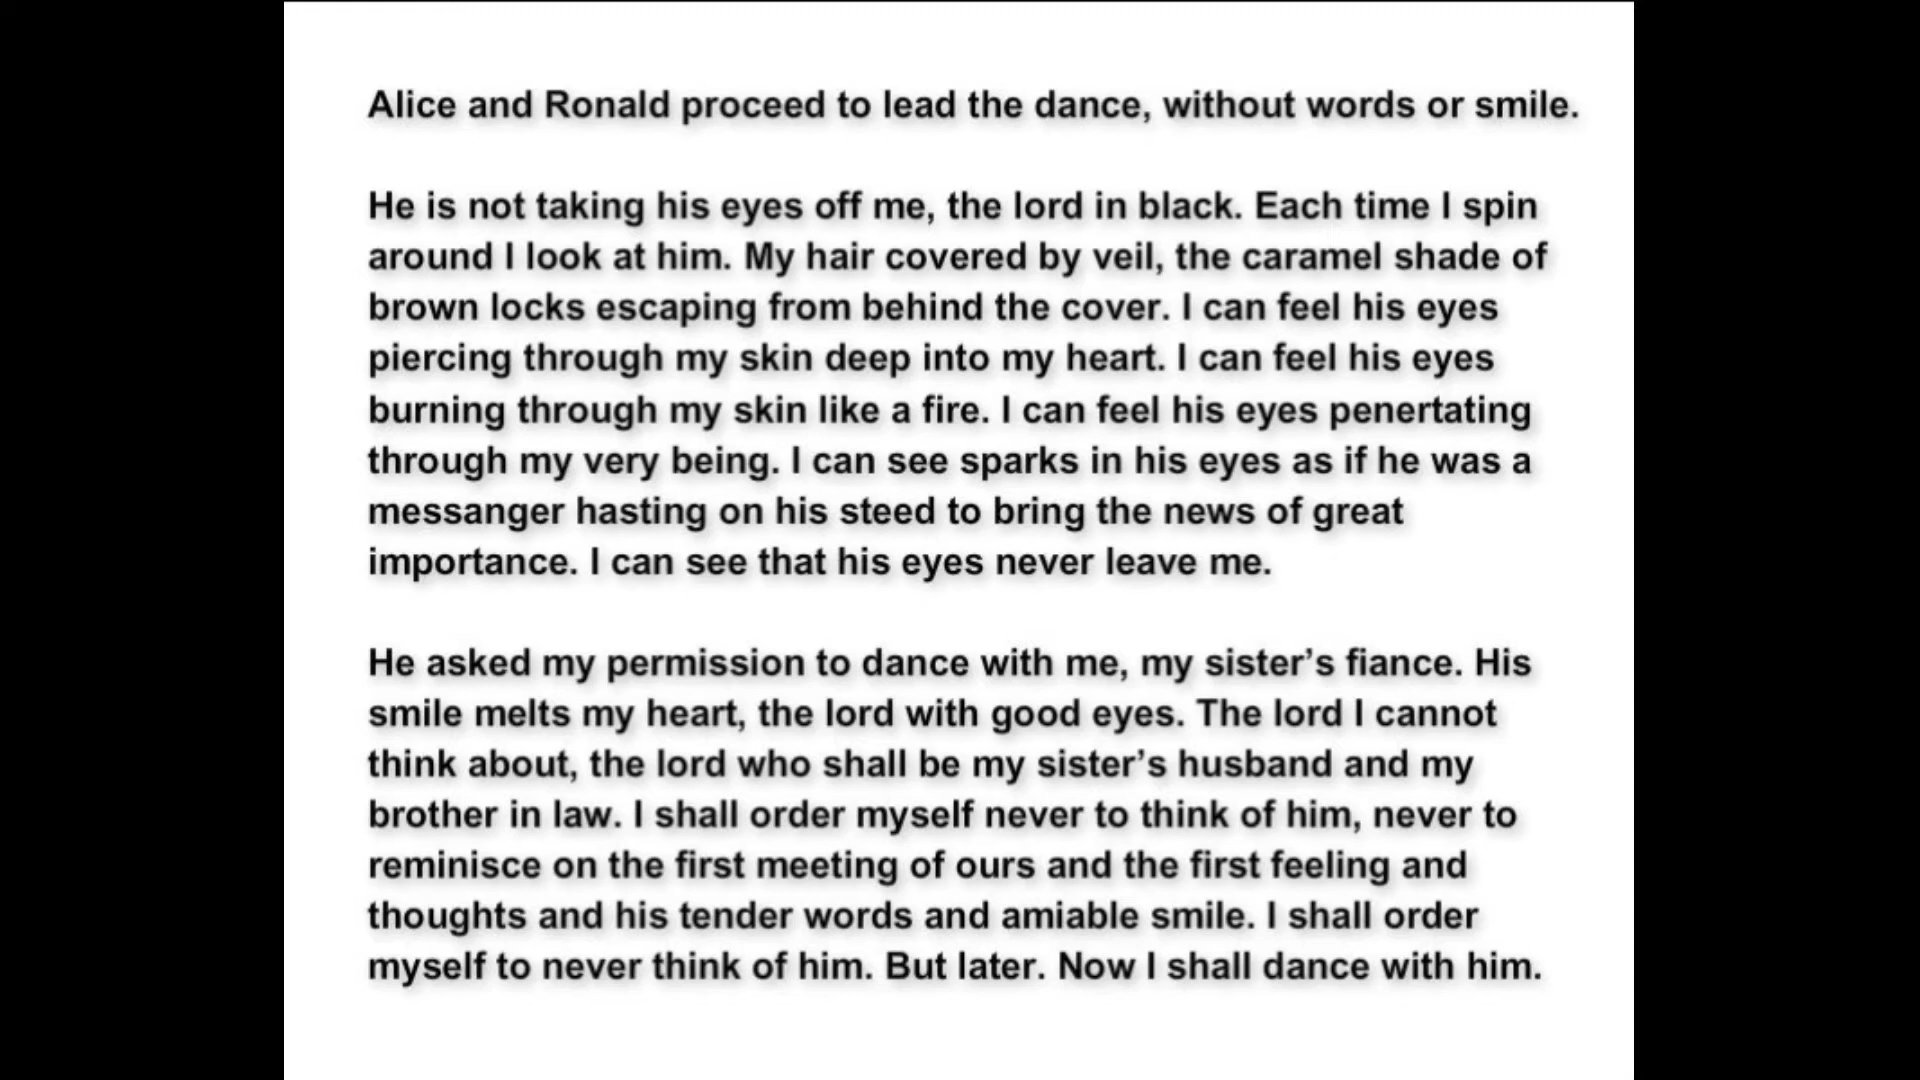 Alice and Ronald proceed to lead the dance, without words or smile.
He is not taking his eyes off me, the lord in black. Each time I spin
around I look at him. My hair covered by veil, the caramel shade of
brown locks escaping from behind the cover. I can feel his eyes
piercing through my skin deep into my heart. I can feel his eyes
burning through my skin like a fire. I can feel his eyes penertating
through my very being. I can see sparks in his eyes as if he was a
messanger hasting on his steed to bring the news of great
importance. I can see that his eyes never leave me.
He asked my permission to dance with me, my sister’s fiance. His
smile melts my heart, the lord with good eyes. The lord I cannot
think about, the lord who shall be my sister’s husband and my
brother in law. I shall order myself never to think of him, never to
reminisce on the first meeting of ours and the first feeling and
thoughts and his tender words and amiable smile. I shall order
myself to never think of him. But later. Now I shall dance with him.